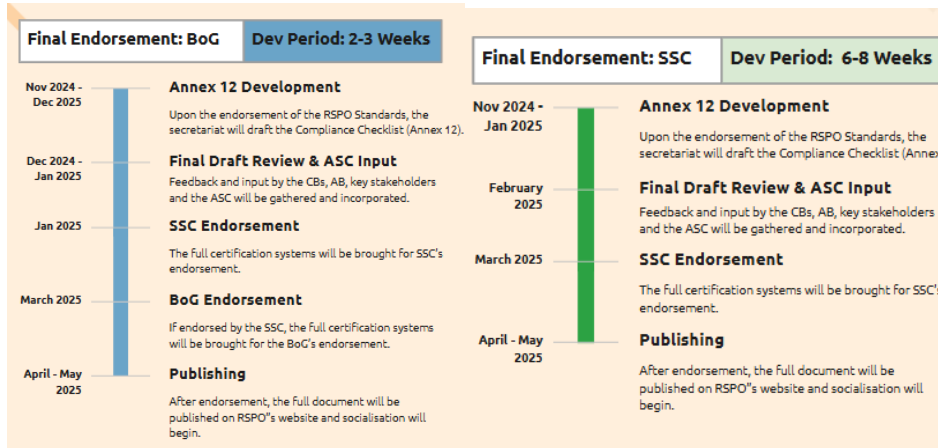 Final Endorsement: BoG
Dev Period: 2-3 Weeks
Nov 2024 -
Dec 2025
Annex 12 Development
Upon the endorsement of the RSPO Standards, the
secretariat will draft the Compliance Checklist (Annex 12).
Dec 2024 -
Jan 2025
Final Draft Review & ASC Input
Feedback and input by the CBs, AB, key stakeholders
and the ASC will be gathered and incorporated.
Jan 2025
SSC Endorsement
The full certification systems will be brought for SSC's
endorsement.
March 2025
BoG Endorsement
If endorsed by the SSC, the full certification systems
will be brought for the BoG's endorsement.
April - May
2025
Publishing
After endorsement, the full document will be
published on RSPO"s website and socialisation will
begin.
Final Endorsement: SSC
Dev Period: 6-8 Weeks
Nov 2024 -
Jan 2025
Annex 12 Development
Upon the endorsement of the RSPO Standards, the
secretariat will draft the Compliance Checklist (Annex
February
2025
Final Draft Review & ASC Input
Feedback and input by the CBs, AB, key stakeholders
and the ASC will be gathered and incorporated.
March 2025
SSC Endorsement
The full certification systems will be brought for SSC's
endorsement.
April - May
2025
Publishing
After endorsement, the full document will be
published on RSPO"s website and socialisation will
begin.